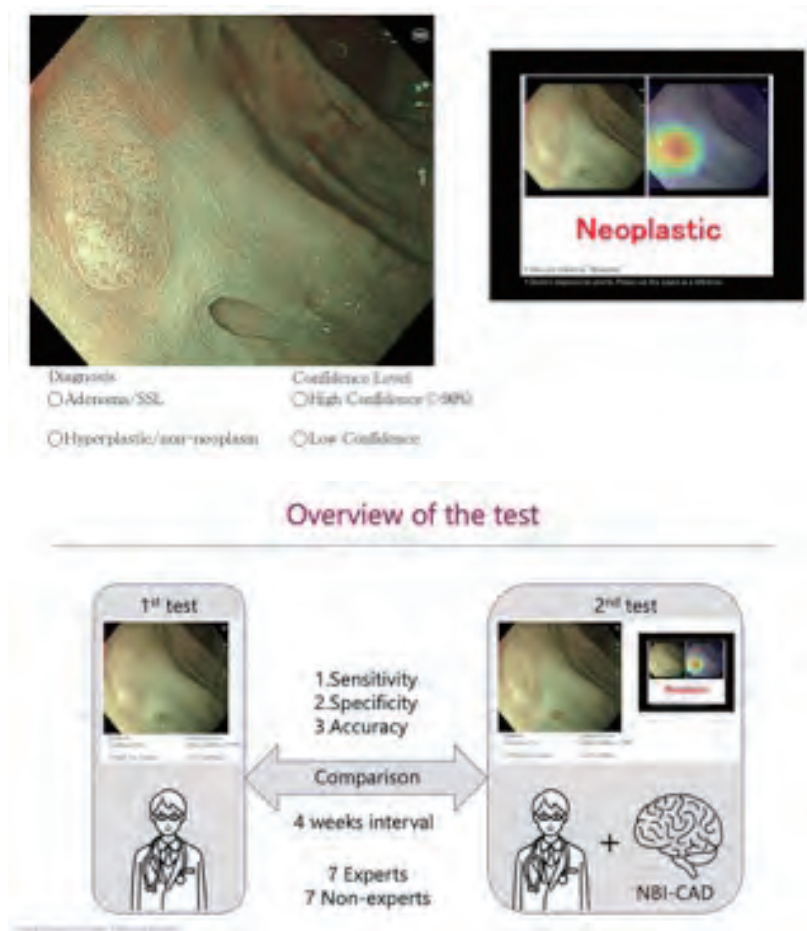 Neoplastic
Diagnosis
Confidence Level
Adenoma/SSL
High Confidence (>90%)
Hyperplastic/non-neoplasm
Low Confidence
Overview of the test
1st test
2nd test
1.Sensitivity
2.Specificity
3 Accuracy
Comparison
4 weeks interval
7 Experts
7 Non-experts
Neoplastic
+
NBI-CAD